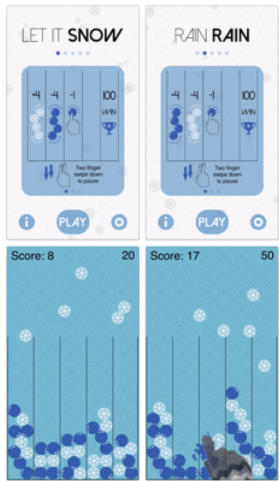 LET IT SNOW
-4 -4 -1 100
WIN
Two finger
swipe down
to pause
i PLAY
RAIN RAIN
-4 -4 -1 100
WIN
Two finger
swipe down
to pause
i PLAY
Score: 8 20
Score: 17 50